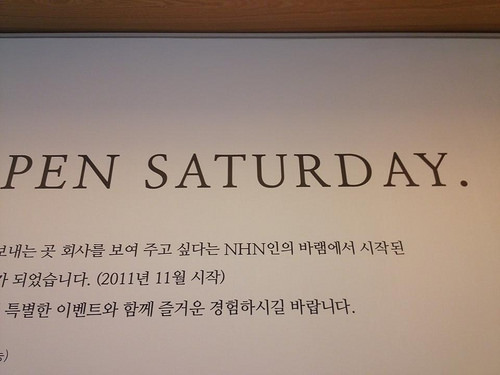 PEN SATURDAY.
보내는 곳 회사를 보여 주고 싶다는 NHN인의 바램에서 시작된
가 되었습니다. (2011년 11월 시작)
특별한 이벤트와 함께 즐거운 경험하시길 바랍니다.